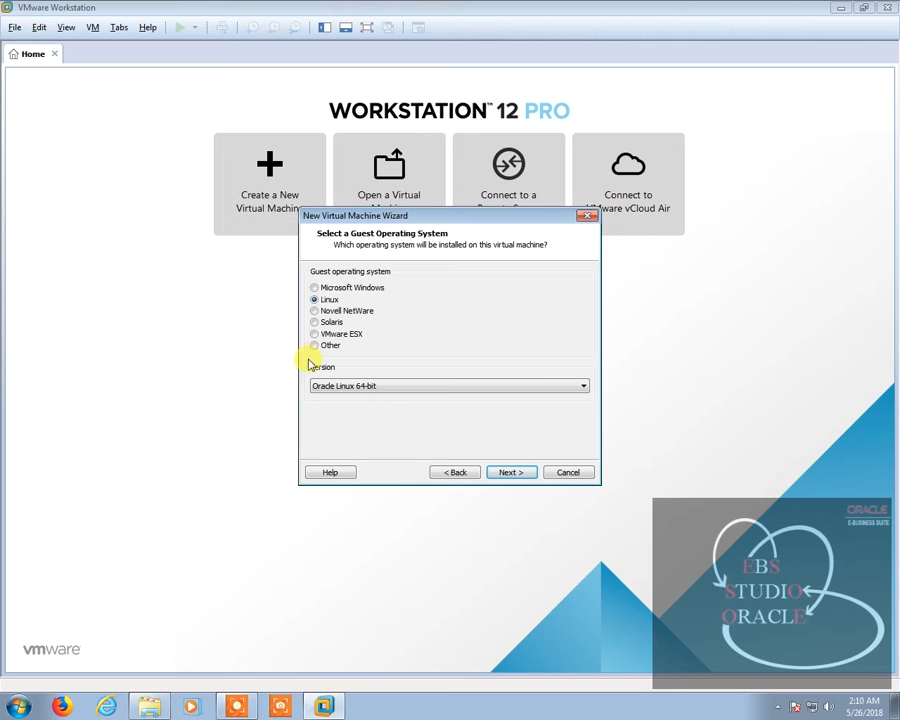 VMware Workstation
File Edit View VM Tabs Help
Home
WORKSTATION™ 12 PRO
Create a New
Virtual Machine
Open a Virtual
Connect to a
Connect to
VMware vCloud Air
New Virtual Machine Wizard
Select a Guest Operating System
Which operating system will be installed on this virtual machine?
Guest operating system
Microsoft Windows
Linux
Novell NetWare
Solaris
VMware ESX
Other
Version
Oracle Linux 64-bit
Help < Back Next > Cancel
ORACLE
E-BUSINESS SUITE
EBS
STUDIO
ORACLE
vmware
2:10 AM
5/26/2018